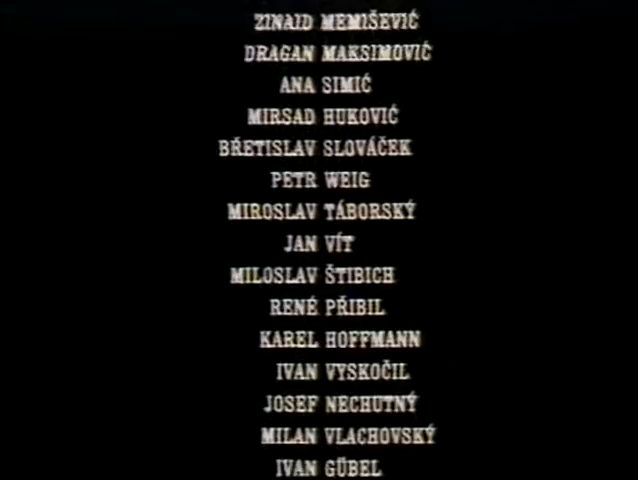 ZINAID MEMIŠEVIĆ
DRAGAN MAKSIMOVIĆ
ANA SIMIĆ
MIRSAD HUKOVIĆ
BŘETISLAV SLOVÁČEK
PETR WEIG
MIROSLAV TÁBORSKÝ
JAN VÍT
MILOSLAV ŠTIBICH
RENÉ PŘIBIL
KAREL HOFFMANN
IVAN VYSKOČIL
JOSEF NECHUTNÝ
MILAN VLACHOVSKÝ
IVAN GÜBEL